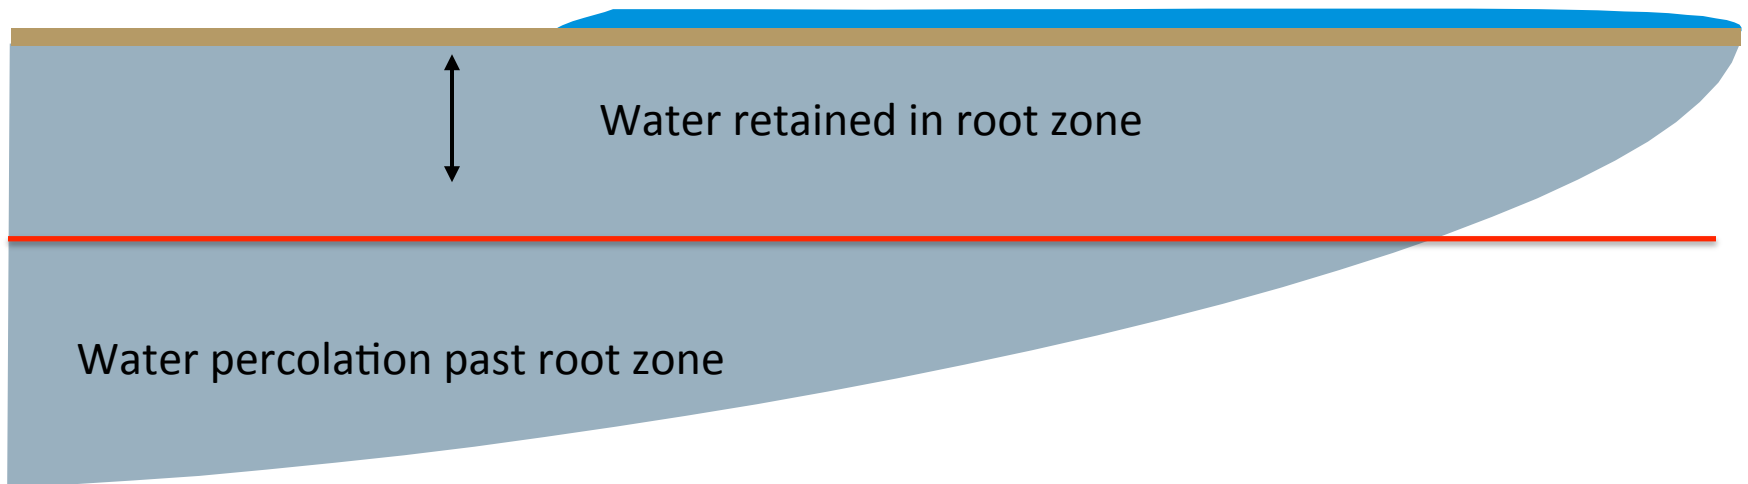 Water retained in root zone
Water percolation past root zone